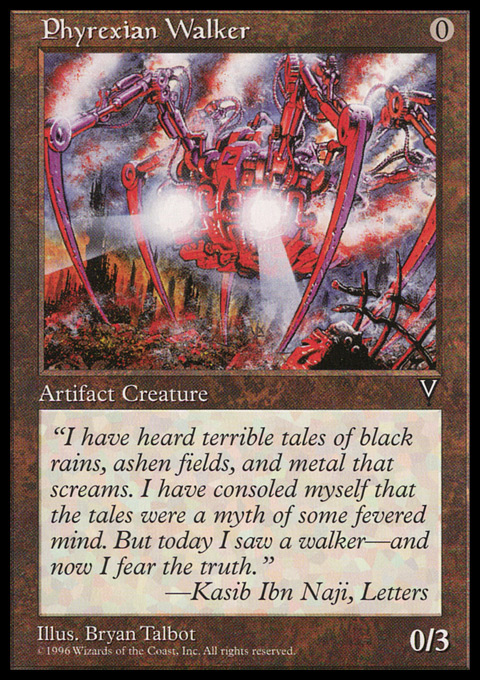 Phyrexian Walker 0
Artifact Creature V
“I have heard terrible tales of black
rains, ashen fields, and metal that
screams. I have consoled myself that
the tales were a myth of some fevered
mind. But today I saw a walker—and
now I fear the truth.”
—Kasib Ibn Naji, Letters
Illus. Bryan Talbot
©1996 Wizards of the Coast, Inc. All rights reserved.
0/3